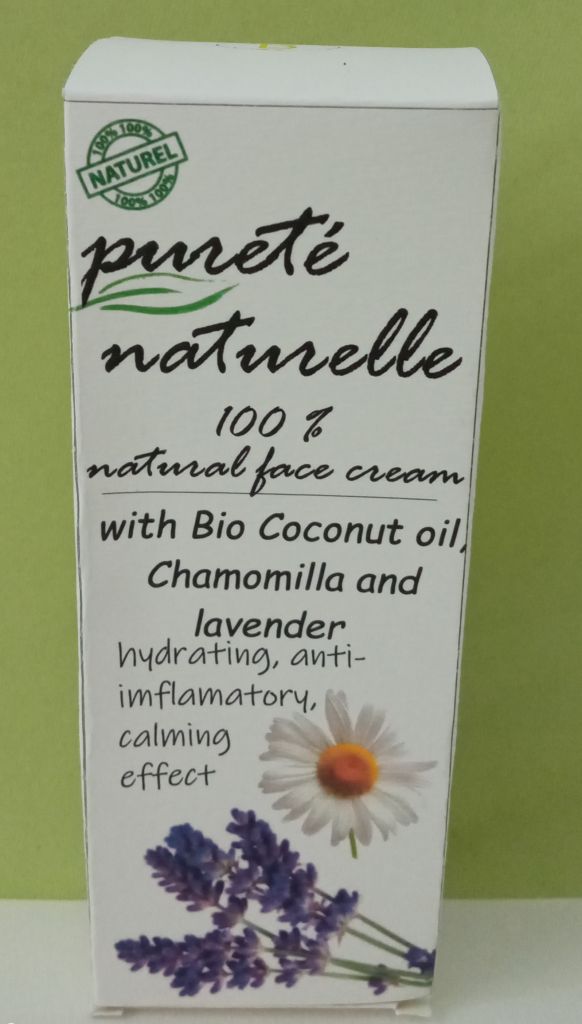 100% 100%
NATUREL
100% 100%
pureté
naturelle
100 %
natural face cream
with Bio Coconut oil,
Chamomilla and
lavender
hydrating, anti-
imflamatory,
calming
effect